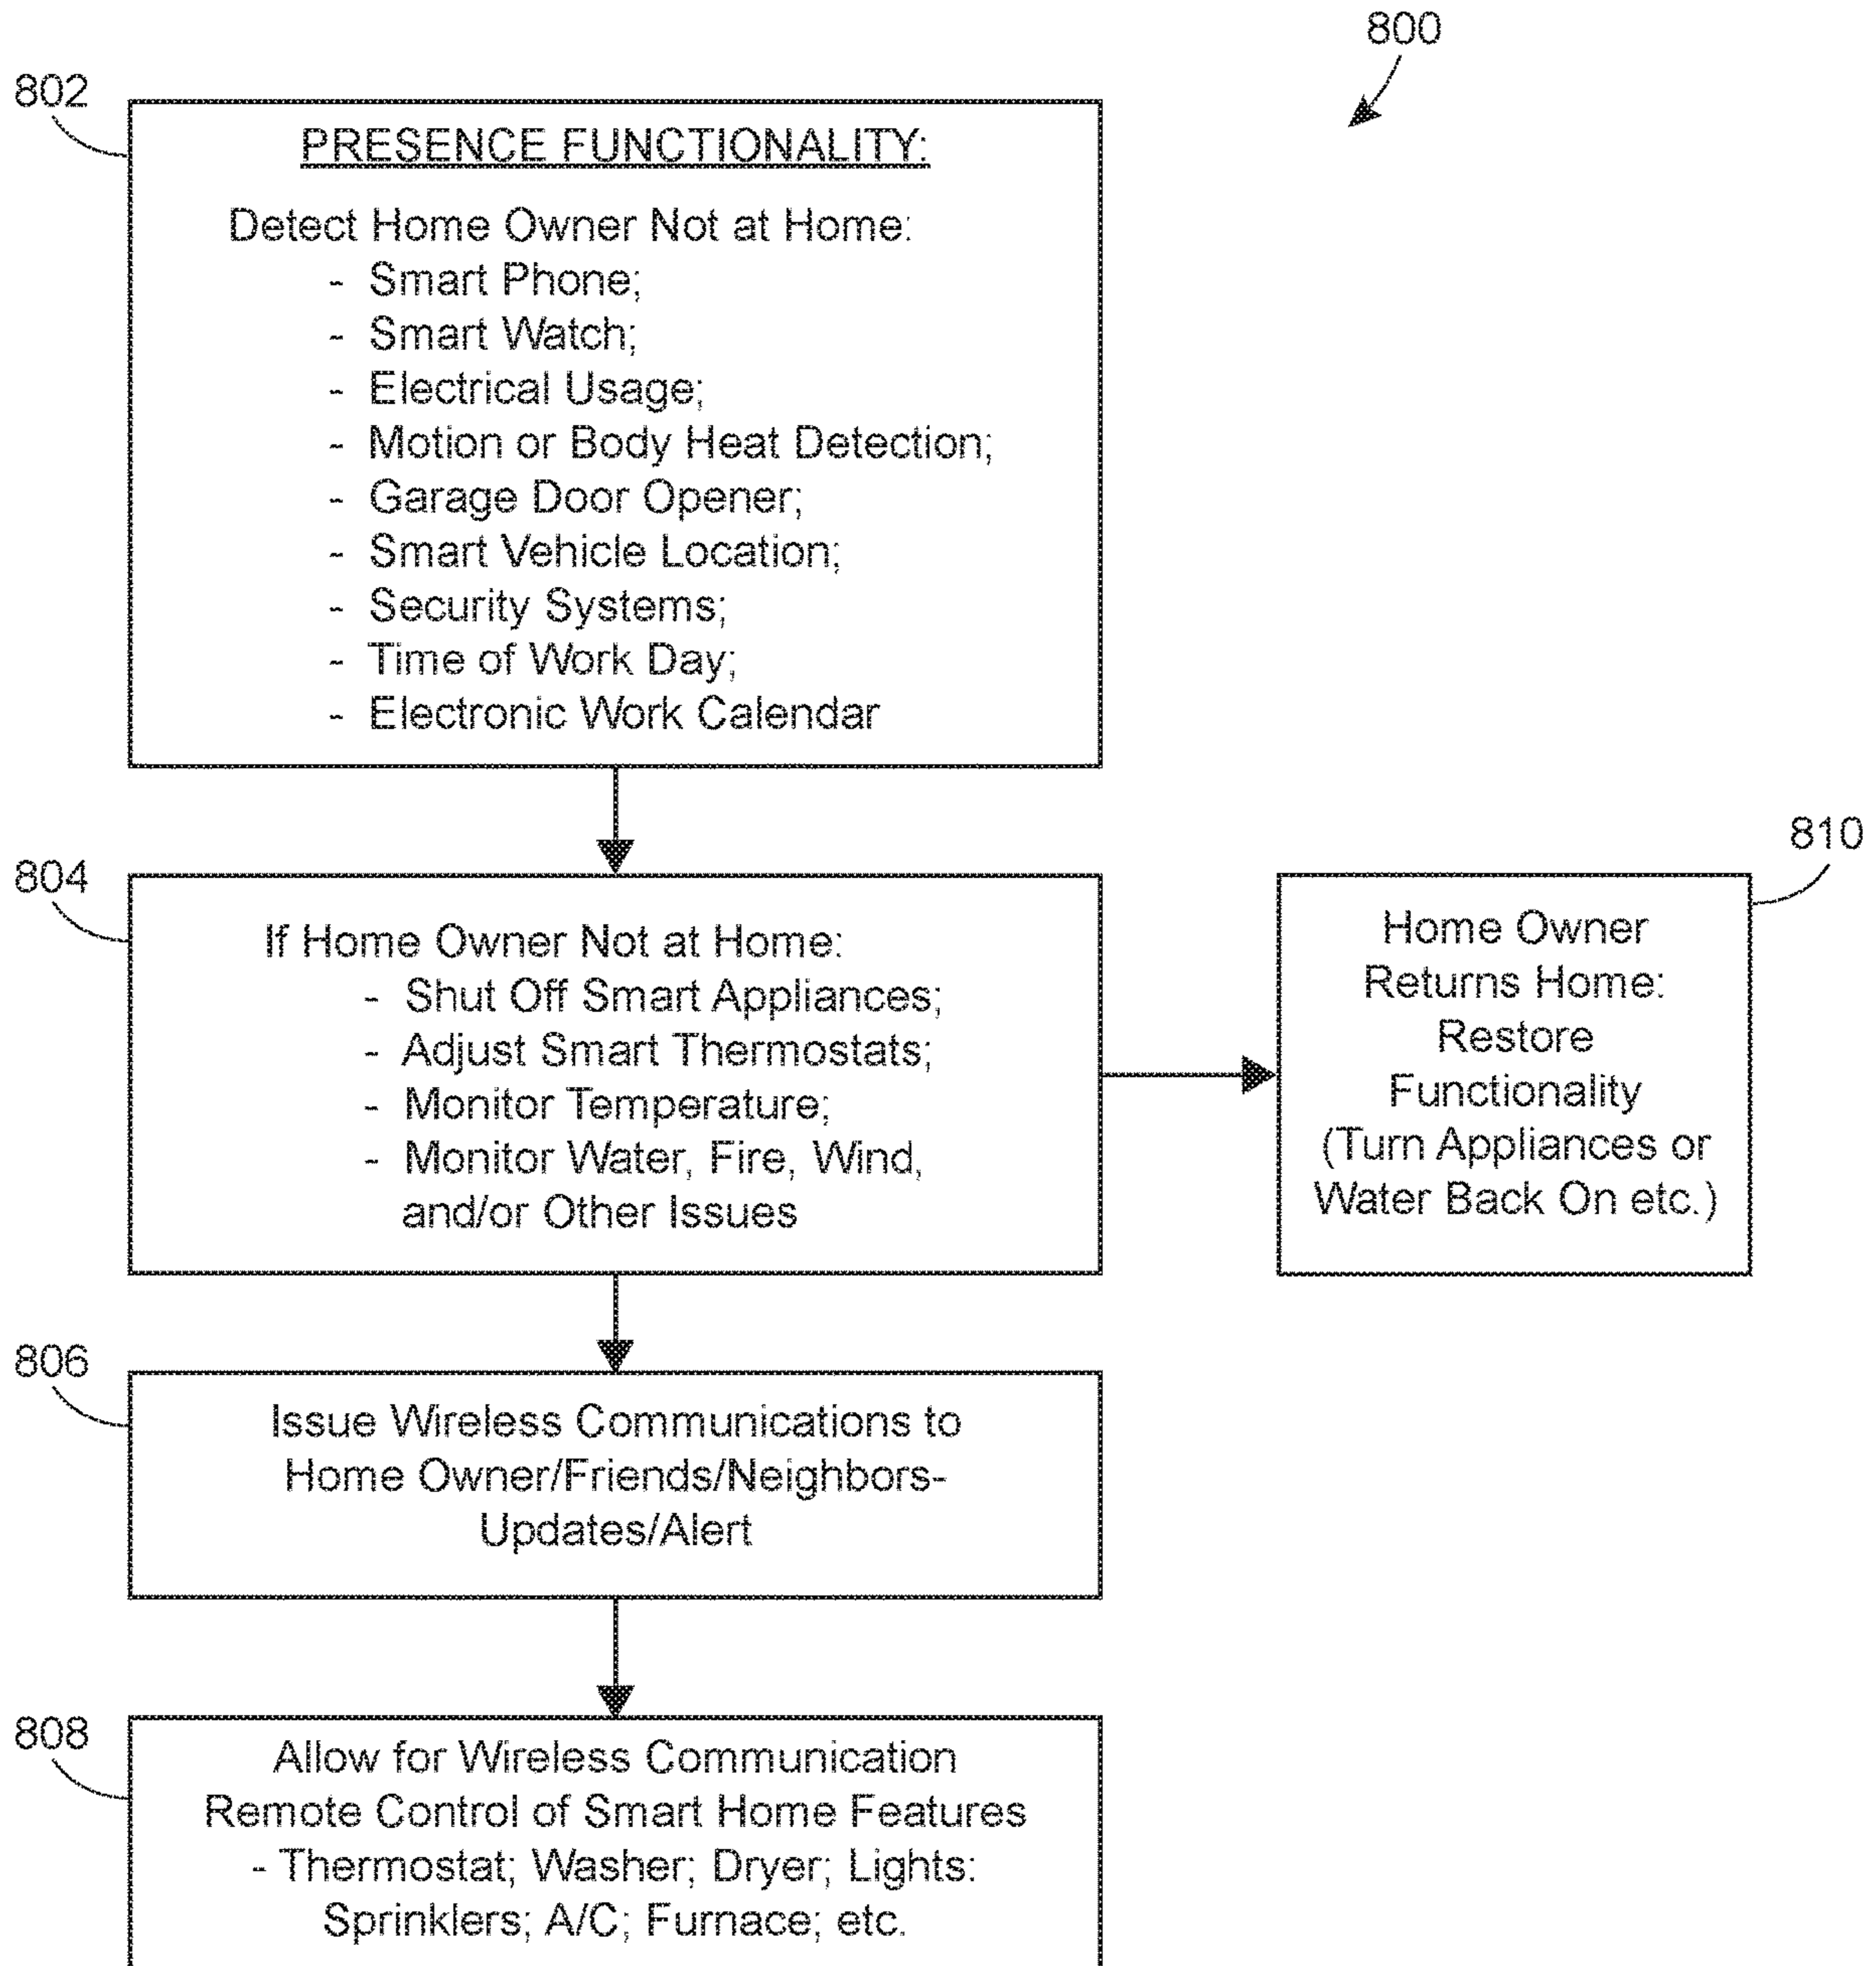 800
802
PRESENCE FUNCTIONALITY:
Detect Home Owner Not at Home:
- Smart Phone;
- Smart Watch;
- Electrical Usage;
- Motion or Body Heat Detection;
- Garage Door Opener;
- Smart Vehicle Location;
- Security Systems;
- Time of Work Day;
- Electronic Work Calendar
804
If Home Owner Not at Home:
- Shut Off Smart Appliances;
- Adjust Smart Thermostats;
- Monitor Temperature;
- Monitor Water, Fire, Wind,
and/or Other Issues
810
Home Owner
Returns Home:
Restore
Functionality
(Turn Appliances or
Water Back On etc.)
806
Issue Wireless Communications to
Home Owner/Friends/Neighbors-
Updates/Alert
808
Allow for Wireless Communication
Remote Control of Smart Home Features
- Thermostat; Washer; Dryer; Lights:
Sprinklers; A/C; Furnace; etc.